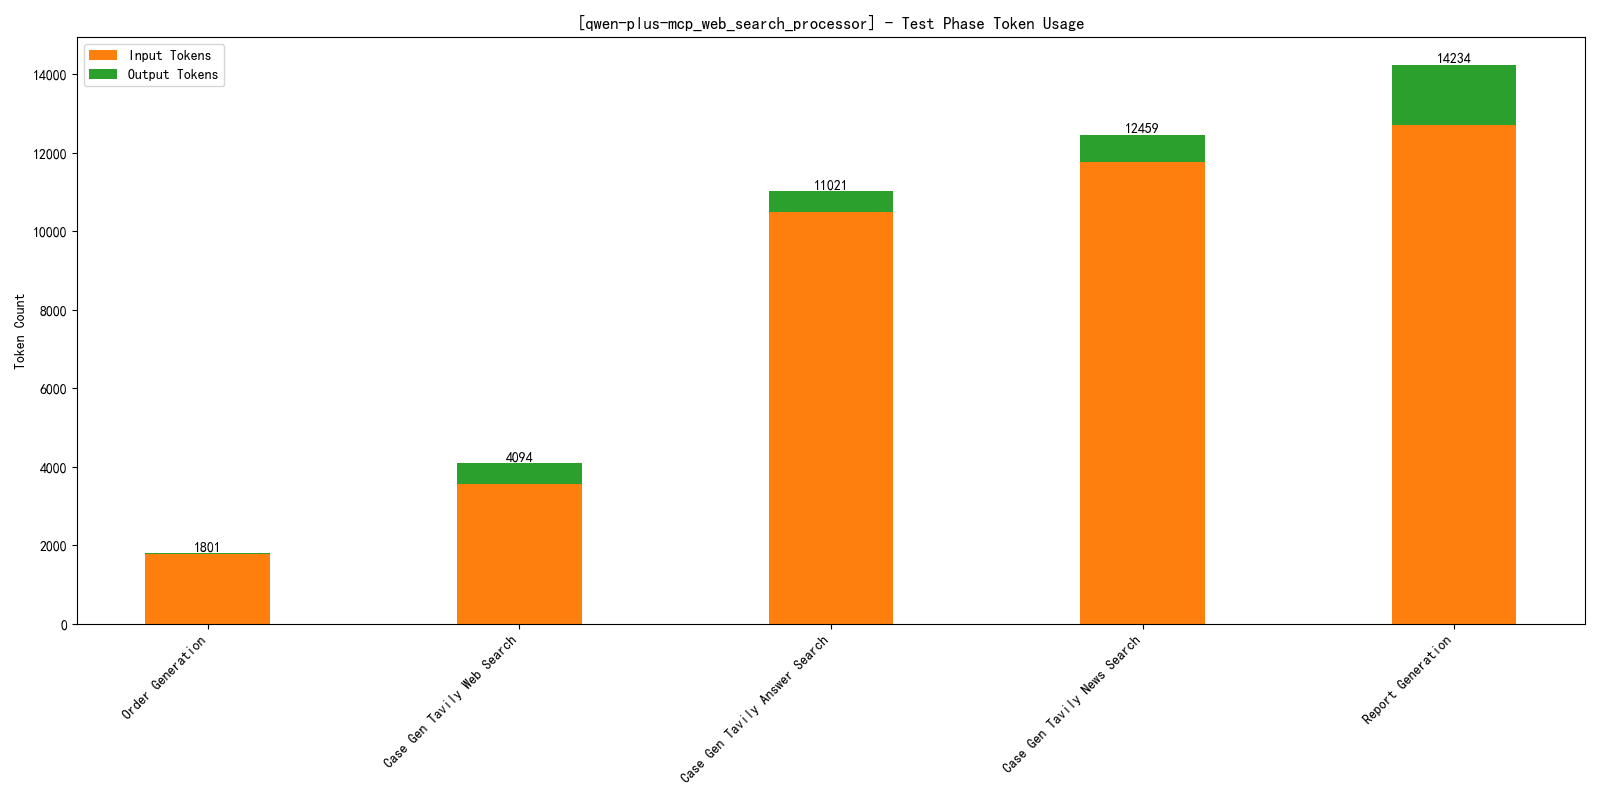 [qwen-plus-mcp_web_search_processor] - Test Phase Token Usage
Input Tokens
Output Tokens
Token Count
14000
12000
10000
8000
6000
4000
2000
0
1801
4094
11021
12459
14234
Order Generation
Case Gen Tavily Web Search
Case Gen Tavily Answer Search
Case Gen Tavily News Search
Report Generation